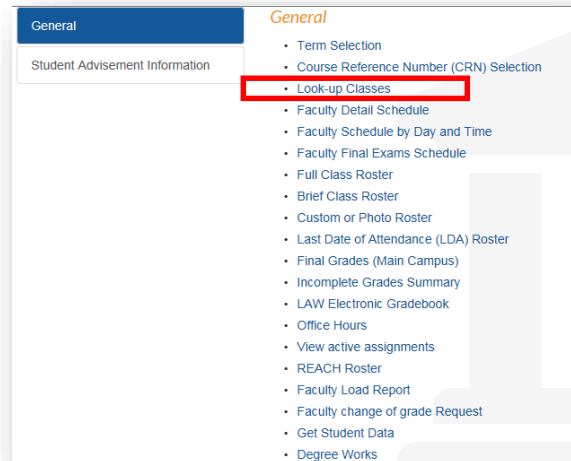 General
Student Advisement Information
General
Term Selection
Course Reference Number (CRN) Selection
Look-up Classes
Faculty Detail Schedule
Faculty Schedule by Day and Time
Faculty Final Exams Schedule
Full Class Roster
Brief Class Roster
Custom or Photo Roster
Last Date of Attendance (LDA) Roster
Final Grades (Main Campus)
Incomplete Grades Summary
LAW Electronic Gradebook
Office Hours
View active assignments
REACH Roster
Faculty Load Report
Faculty change of grade Request
Get Student Data
Degree Works